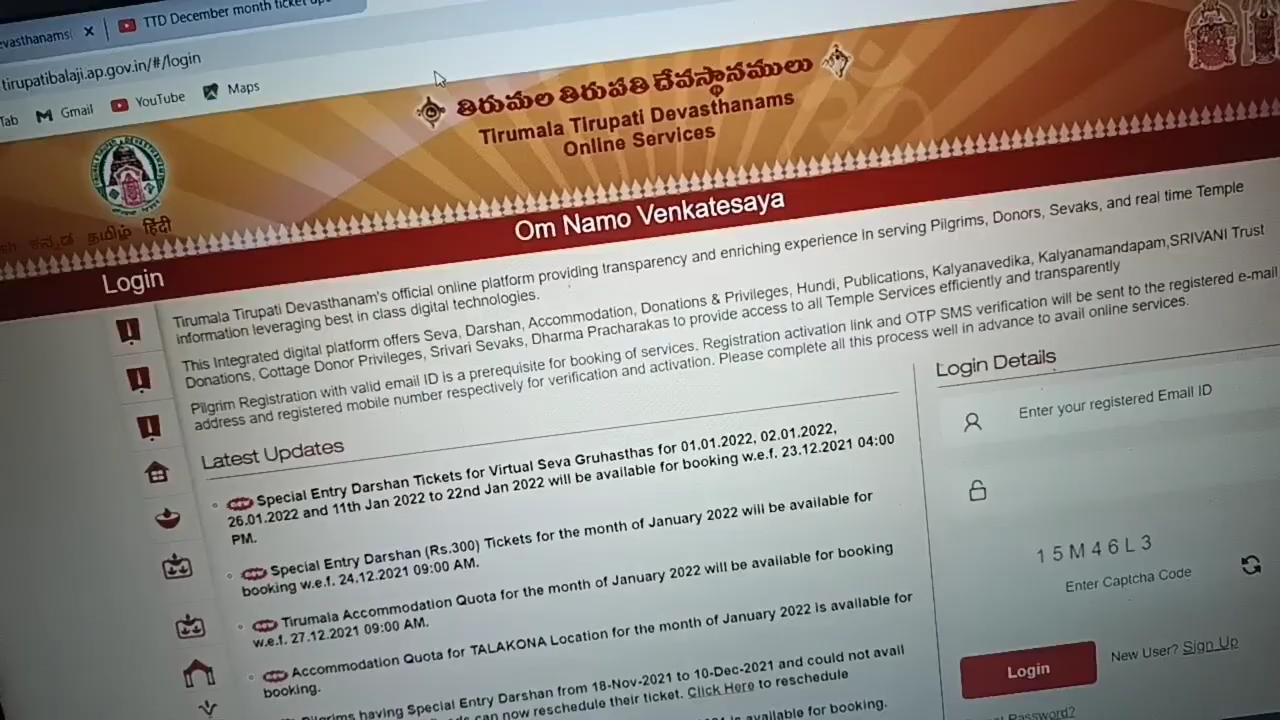 evasthanams
TTD December month ticket
tirupatibalaji.ap.gov.in/#/login
Tab Gmail YouTube Maps
తిరుమల తిరుపతి దేవస్థానములు
Tirumala Tirupati Devasthanams
Online Services
ಕನ್ನಡ தமிழ் हिंदी
Om Namo Venkatesaya
Login
Tirumala Tirupati Devasthanam's official online platform providing transparency and enriching experience in serving Pilgrims, Donors, Sevaks, and real time Temple
information leveraging best in class digital technologies.
This Integrated digital platform offers Seva, Darshan, Accommodation, Donations & Privileges, Hundi, Publications, Kalyanavedika, Kalyanamandapam,SRIVANI Trust
Donations, Cottage Donor Privileges, Srivari Sevaks, Dharma Pracharakas to provide access to all Temple Services efficiently and transparently
Pilgrim Registration with valid email ID is a prerequisite for booking of services. Registration activation link and OTP SMS verification will be sent to the registered e-mail
address and registered mobile number respectively for verification and activation. Please complete all this process well in advance to avail online services.
Latest Updates
new Special Entry Darshan Tickets for Virtual Seva Gruhasthas for 01.01.2022, 02.01.2022,
26.01.2022 and 11th Jan 2022 to 22nd Jan 2022 will be available for booking w.e.f. 23.12.2021 04:00
PM.
new Special Entry Darshan (Rs.300) Tickets for the month of January 2022 will be available for
booking w.e.f. 24.12.2021 09:00 AM.
new Tirumala Accommodation Quota for the month of January 2022 will be available for booking
w.e.f. 27.12.2021 09:00 AM.
new Accommodation Quota for TALAKONA Location for the month of January 2022 is available for
booking.
Pilgrims having Special Entry Darshan from 18-Nov-2021 to 10-Dec-2021 and could not avail
can now reschedule their ticket. Click Here to reschedule
is available for booking.
Login Details
Enter your registered Email ID
15M46L3
Enter Captcha Code
Login
New User? Sign Up
Password?